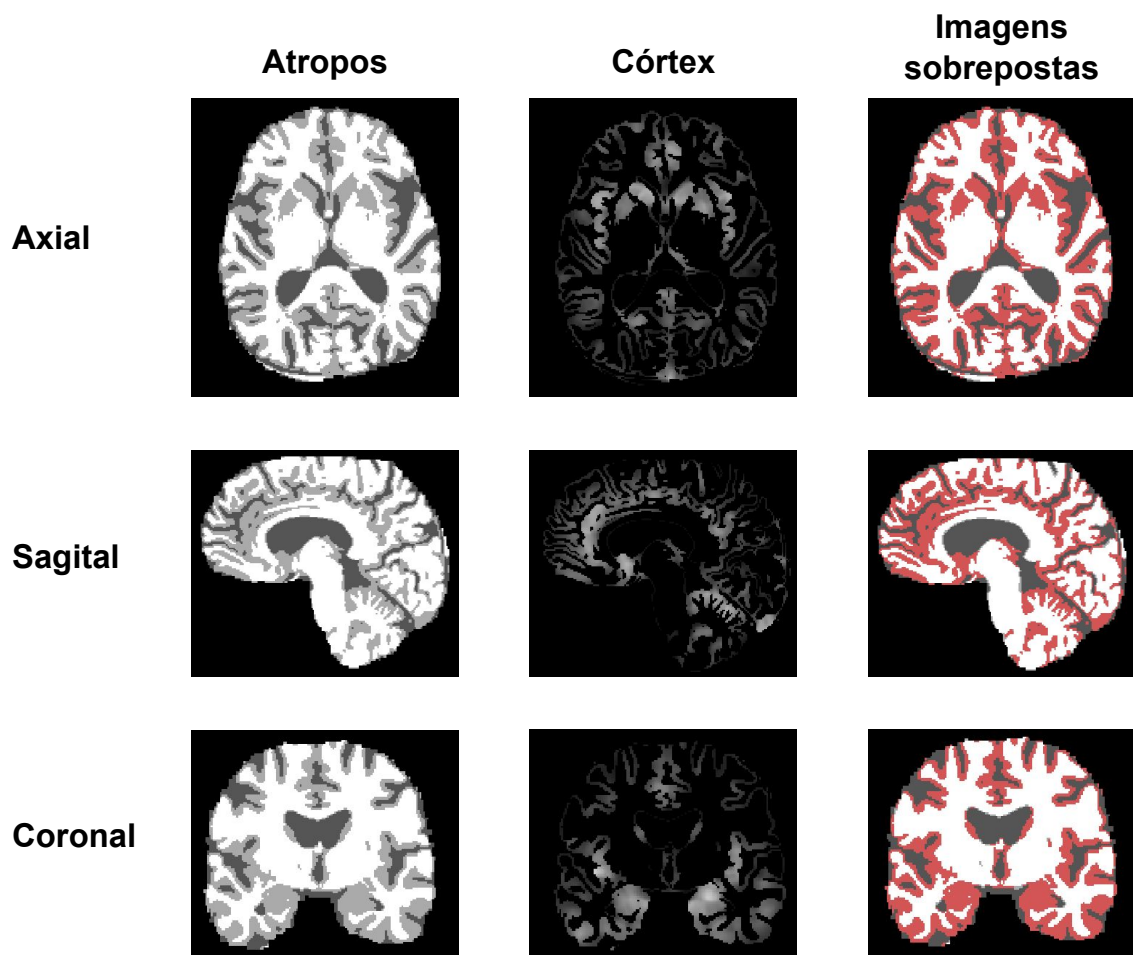 Atropos
Córtex
Imagens
sobrepostas
Axial
Sagital
Coronal